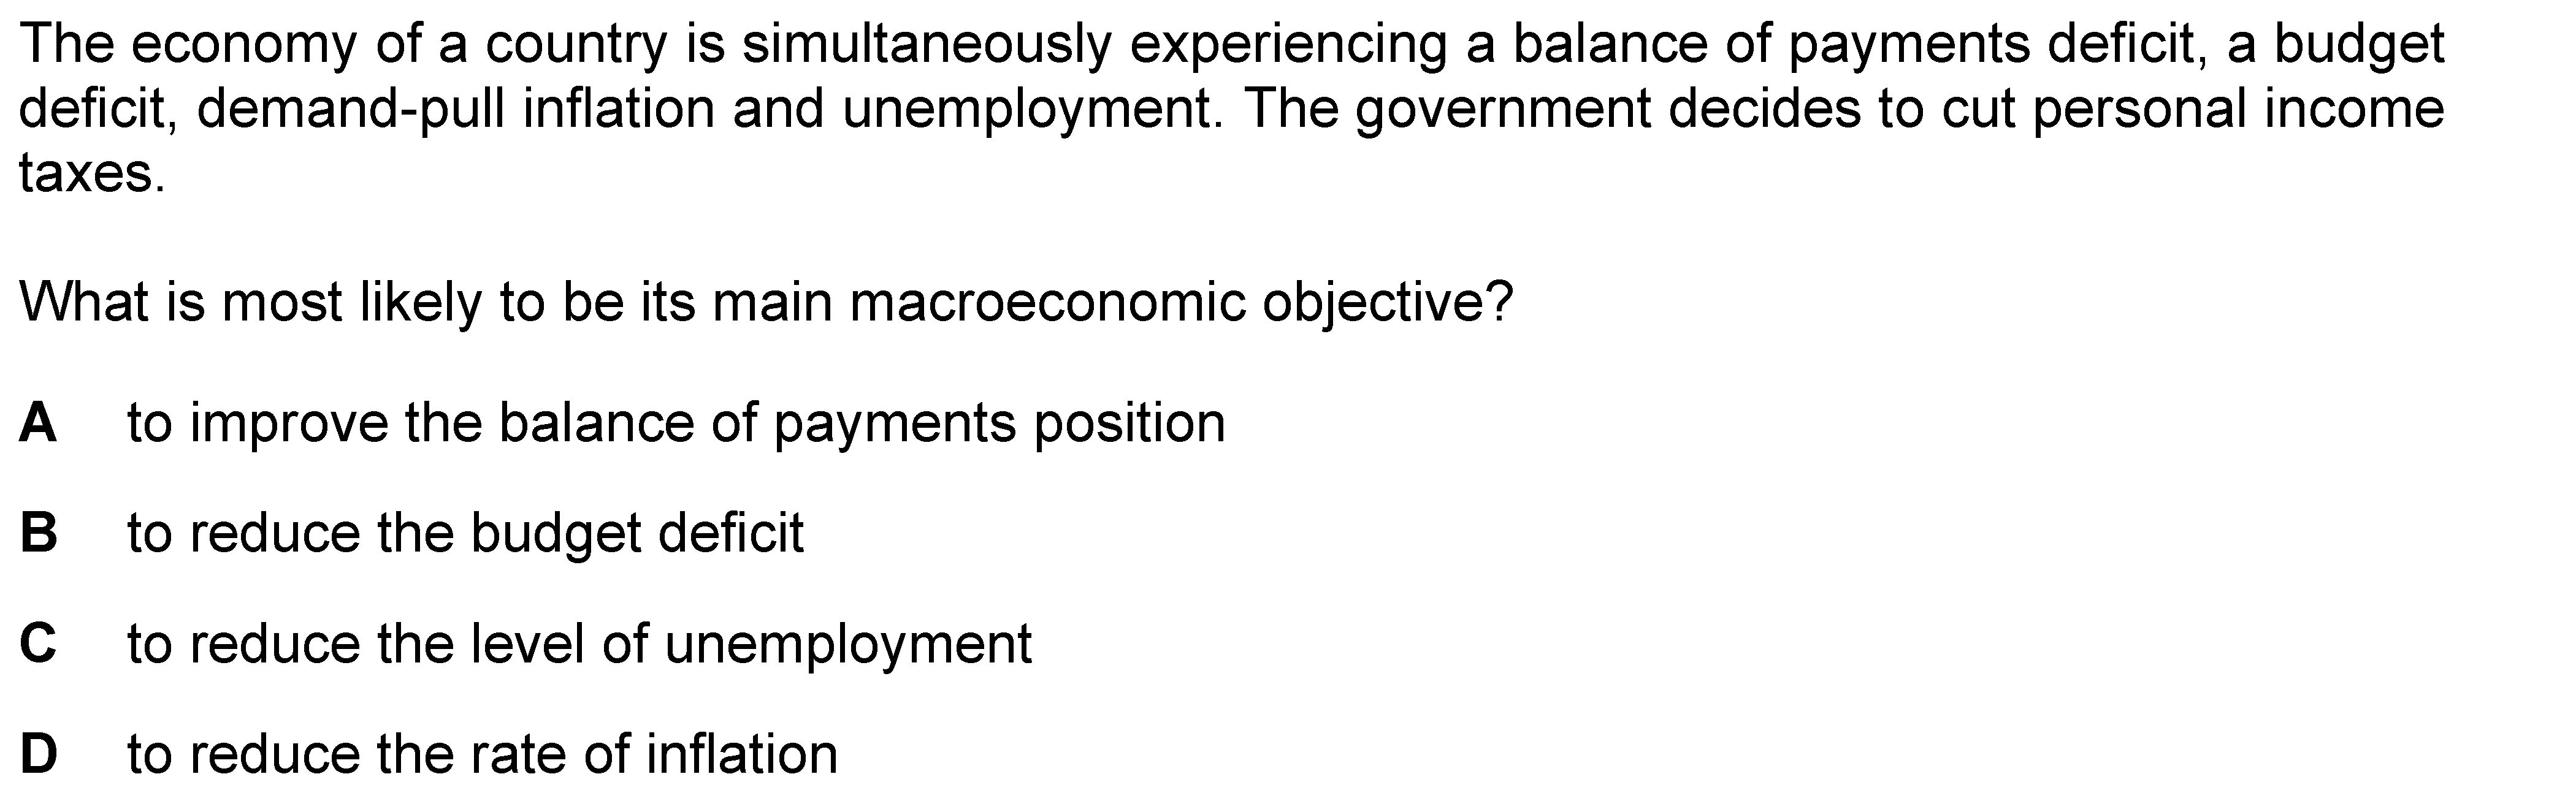 The economy of a country is simultaneously experiencing a balance of payments deficit, a budget
deficit, demand-pull inflation and unemployment. The government decides to cut personal income
taxes.
What is most likely to be its main macroeconomic objective?
A to improve the balance of payments position
B to reduce the budget deficit
C to reduce the level of unemployment
D to reduce the rate of inflation